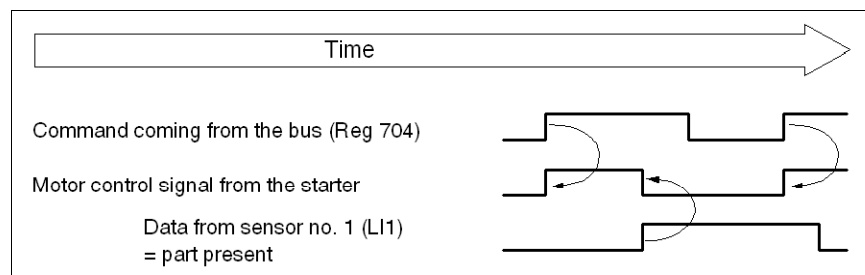 Time
Command coming from the bus (Reg 704)
Motor control signal from the starter
Data from sensor no. 1 (LI1)
= part present